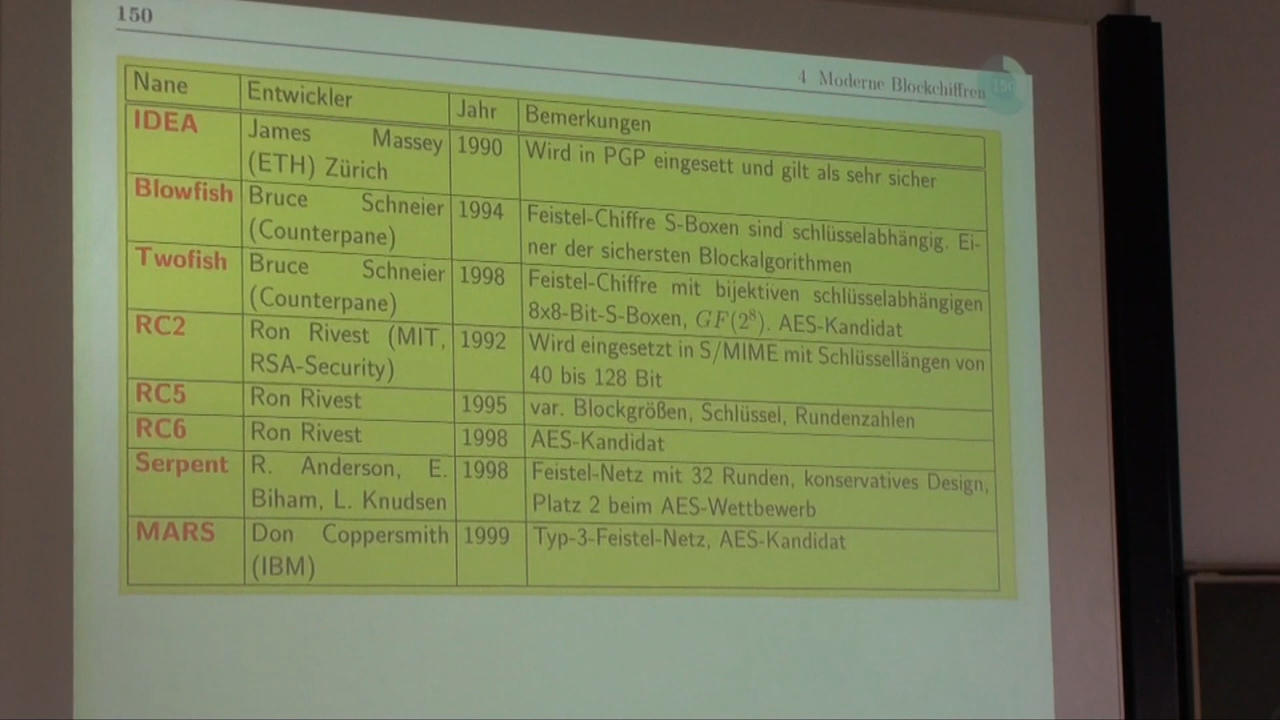 150
4 Moderne Blockchiffren
150
Nane Entwickler Jahr Bemerkungen
IDEA James Massey 1990 Wird in PGP eingesett und gilt als sehr sicher
(ETH) Zürich
Blowfish Bruce Schneier 1994 Feistel-Chiffre S-Boxen sind schlüsselabhängig. Ei-
(Counterpane) ner der sichersten Blockalgorithmen
Twofish Bruce Schneier 1998 Feistel-Chiffre mit bijektiven schlüsselabhängigen
(Counterpane) 8x8-Bit-S-Boxen, GF(2⁸). AES-Kandidat
RC2 Ron Rivest (MIT, 1992 Wird eingesetzt in S/MIME mit Schlüssellängen von
RSA-Security) 40 bis 128 Bit
RC5 Ron Rivest 1995 var. Blockgrößen, Schlüssel, Rundenzahlen
RC6 Ron Rivest 1998 AES-Kandidat
Serpent R. Anderson, E. 1998 Feistel-Netz mit 32 Runden, konservatives Design,
Biham, L. Knudsen Platz 2 beim AES-Wettbewerb
MARS Don Coppersmith 1999 Typ-3-Feistel-Netz, AES-Kandidat
(IBM)